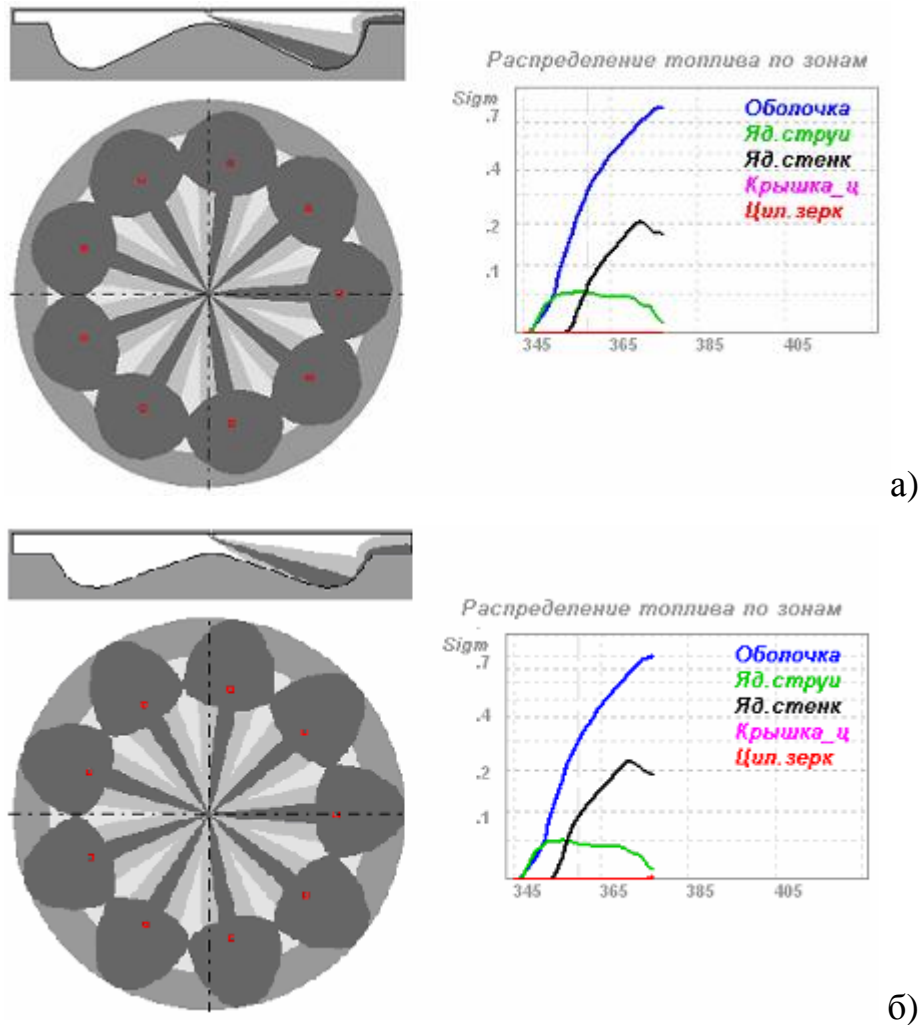 Распределение топлива по зонам
Sigm
.7
.4
.2
.1
Оболочка
Яд.струи
Яд.стенк
Крышка_ц
Цил.зерк
345 365 385 405
а)
Распределение топлива по зонам
Sigm
.7
.4
.2
.1
Оболочка
Яд.струи
Яд.стенк
Крышка_ц
Цил.зерк
345 365 385 405
б)